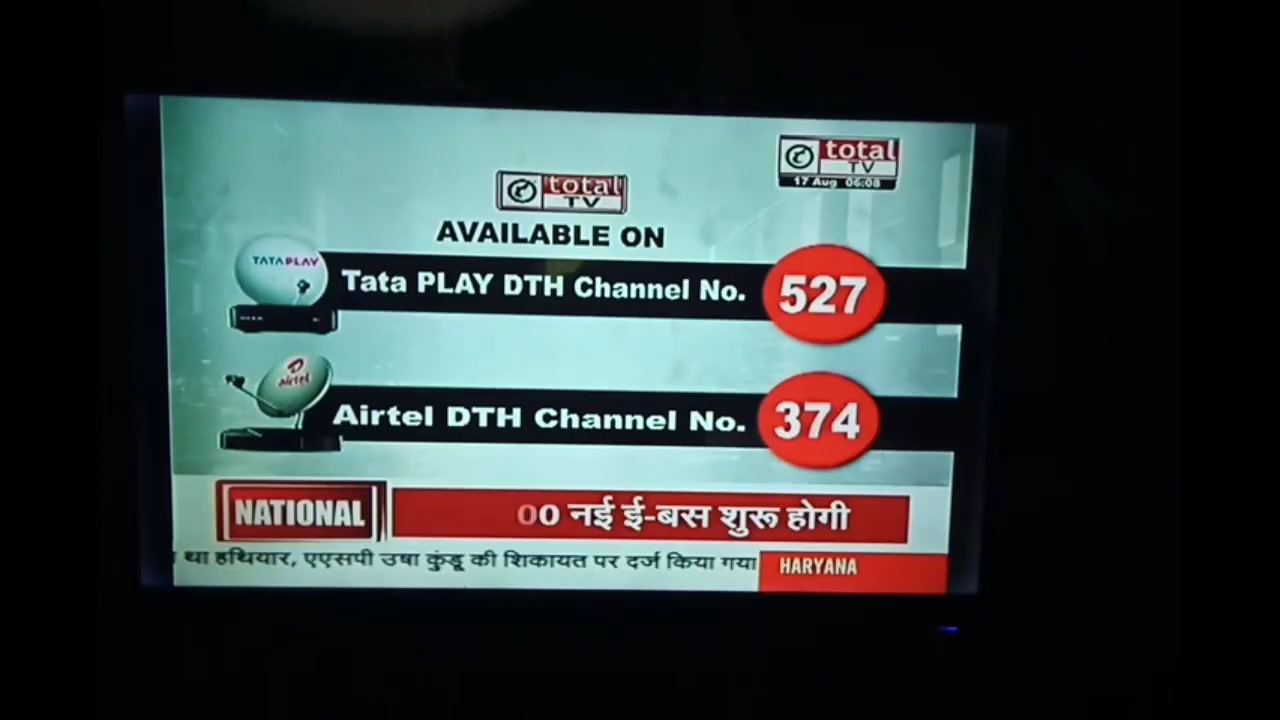 total
TV
17 Aug 06:08
total
TV
AVAILABLE ON
TATA PLAY
Tata PLAY DTH Channel No. 527
airtel
Airtel DTH Channel No. 374
NATIONAL
00 नई ई-बस शुरू होगी
था हथियार, एएसपी उषा कुंडू की शिकायत पर दर्ज किया गया
HARYANA